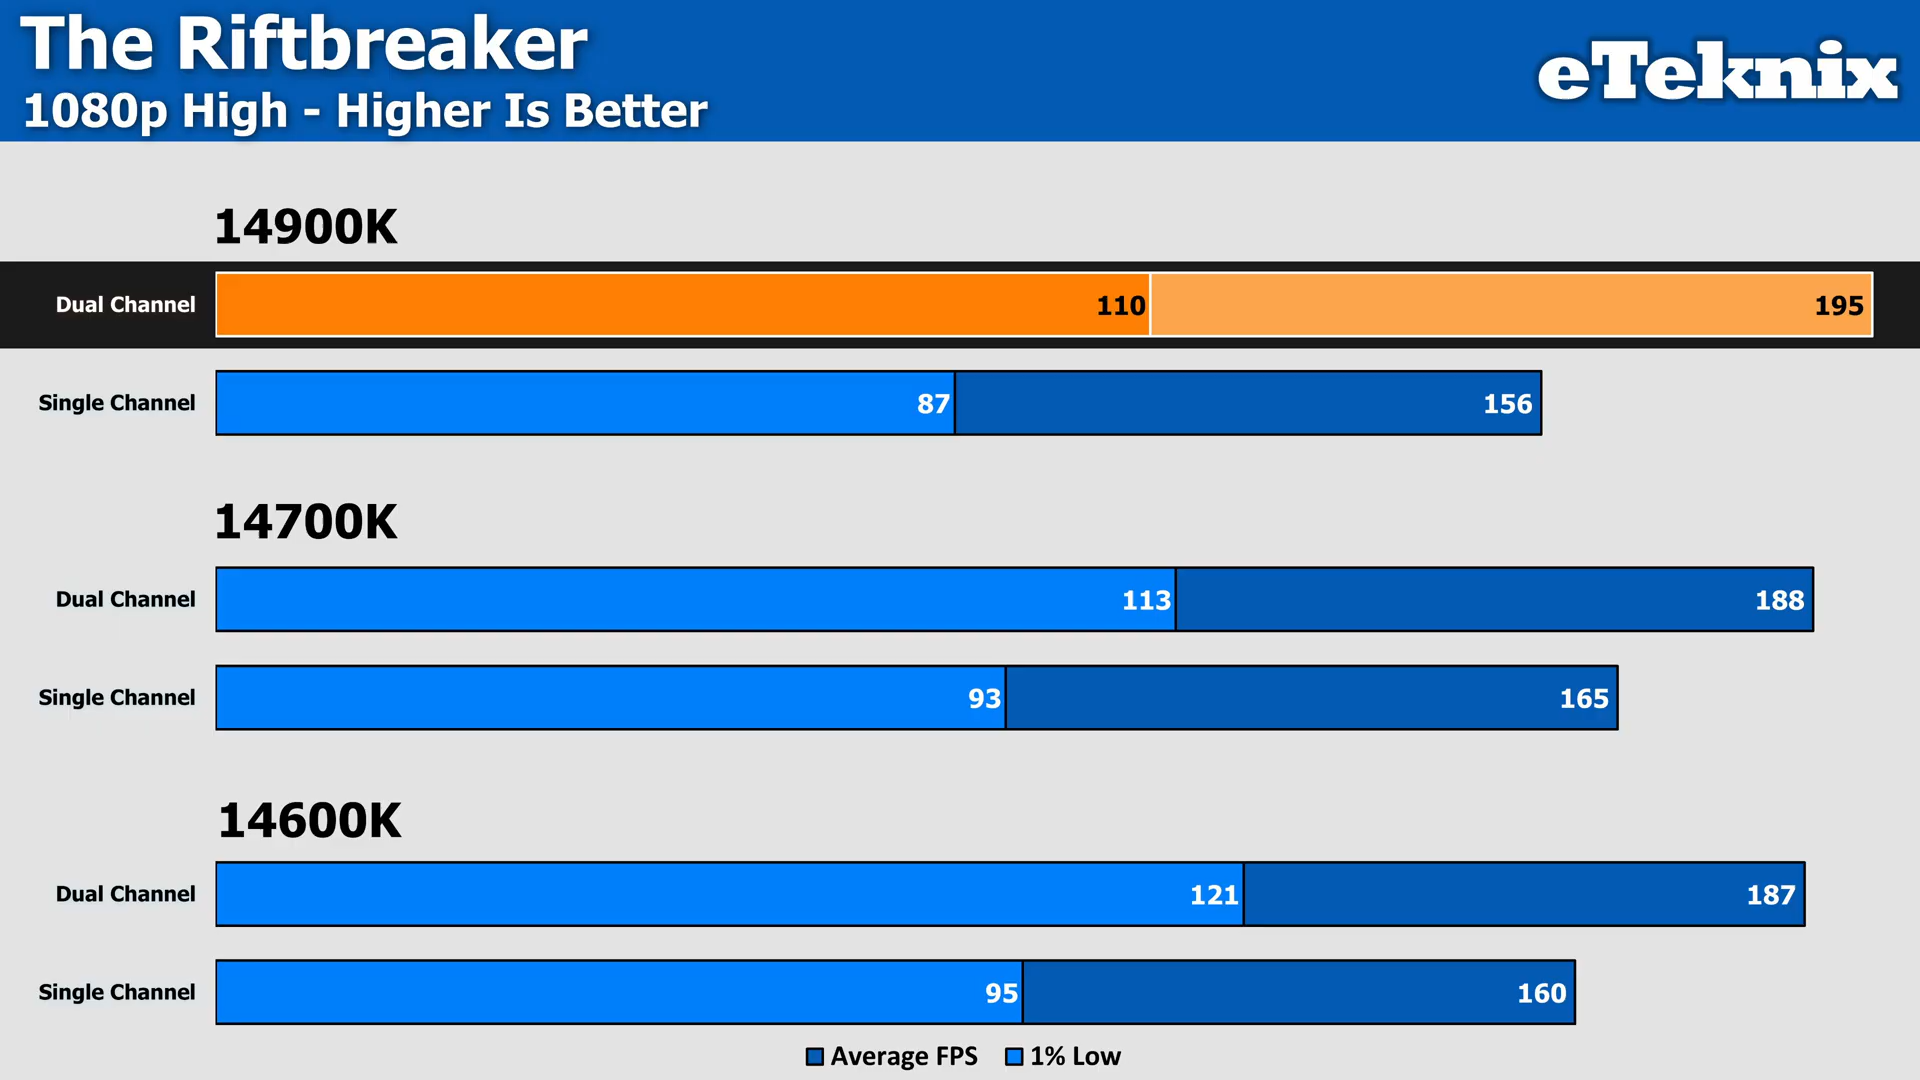 The Riftbreaker
1080p High - Higher Is Better
eTeknix
14900K
Dual Channel 110 195
Single Channel 87 156
14700K
Dual Channel 113 188
Single Channel 93 165
14600K
Dual Channel 121 187
Single Channel 95 160
Average FPS 1% Low